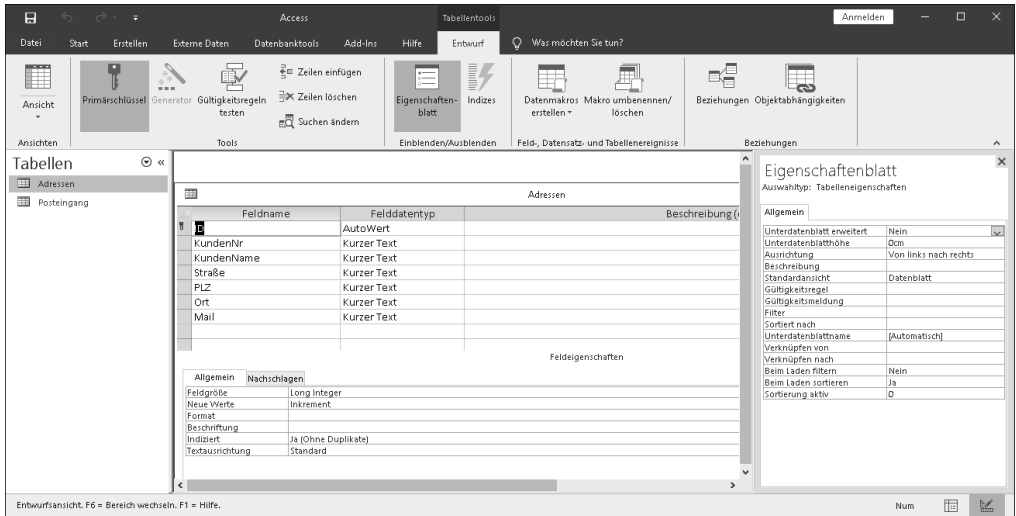 Access
Tabellentools
Anmelden
Datei
Start
Erstellen
Externe Daten
Datenbanktools
Add-Ins
Hilfe
Entwurf
Was möchten Sie tun?
Ansicht
Ansichten
Primärschlüssel
Generator
Gültigkeitsregeln
testen
Zeilen einfügen
Zeilen löschen
Suchen ändern
Tools
Eigenschaften-
blatt
Indizes
Einblenden/Ausblenden
Datenmakros
erstellen
Makro umbenennen/
löschen
Feld-, Datensatz- und Tabellenereignisse
Beziehungen
Objektabhängigkeiten
Beziehungen
Tabellen
Adressen
Posteingang
Adressen
Feldname Felddatentyp Beschreibung (
ID AutoWert
KundenNr Kurzer Text
KundenName Kurzer Text
Straße Kurzer Text
PLZ Kurzer Text
Ort Kurzer Text
Mail Kurzer Text
Feldeigenschaften
Allgemein Nachschlagen
Feldgröße Long Integer
Neue Werte Inkrement
Format
Beschriftung
Indiziert Ja (Ohne Duplikate)
Textausrichtung Standard
Eigenschaftenblatt
Auswahltyp: Tabelleneigenschaften
Allgemein
Unterdatenblatt erweitert Nein
Unterdatenblatthöhe 0cm
Ausrichtung Von links nach rechts
Beschreibung
Standardansicht Datenblatt
Gültigkeitsregel
Gültigkeitsmeldung
Filter
Sortiert nach
Unterdatenblattname [Automatisch]
Verknüpfen von
Verknüpfen nach
Beim Laden filtern Nein
Beim Laden sortieren Ja
Sortierung aktiv 0
Entwurfsansicht. F6 = Bereich wechseln. F1 = Hilfe.
Num